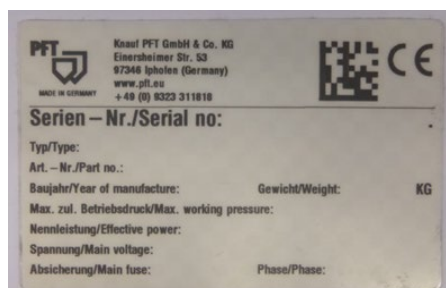 PFT
MADE IN GERMANY
Knauf PFT GmbH & Co. KG
Einersheimer Str. 53
97346 Iphofen (Germany)
www.pft.eu
+49 (0) 9323 311818
CE
Serien – Nr./Serial no:
Typ/Type:
Art. – Nr./Part no.:
Baujahr/Year of manufacture: Gewicht/Weight: KG
Max. zul. Betriebsdruck/Max. working pressure:
Nennleistung/Effective power:
Spannung/Main voltage:
Absicherung/Main fuse: Phase/Phase: